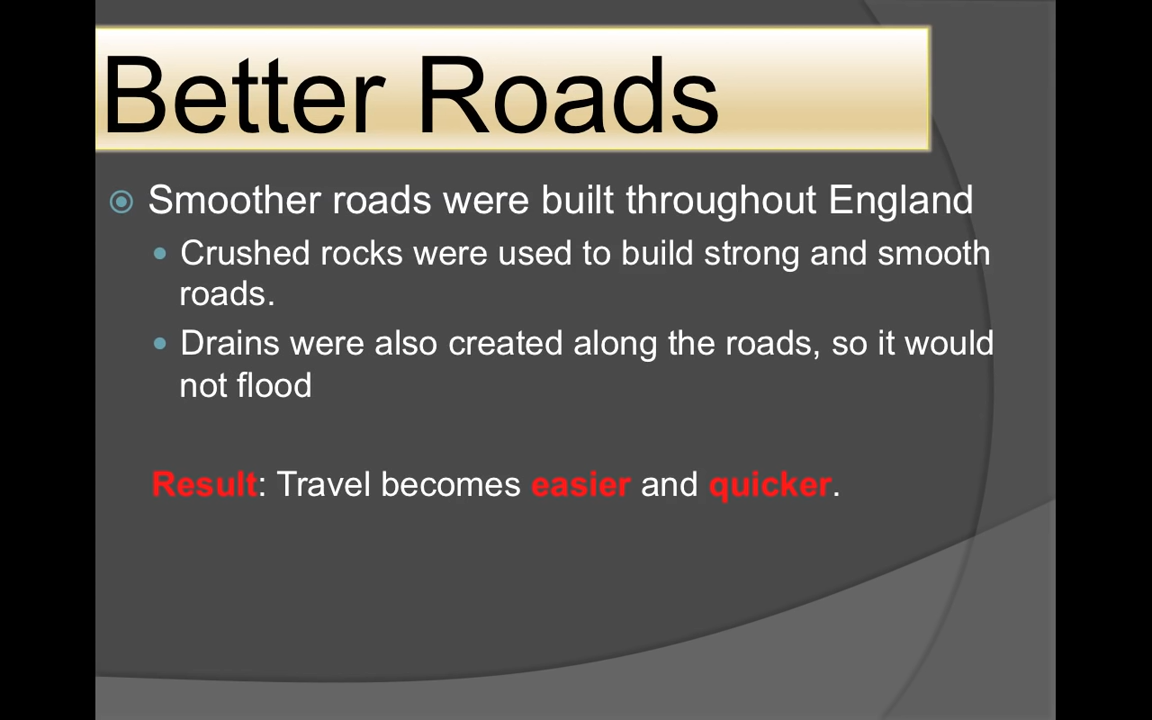 Better Roads
Smoother roads were built throughout England
Crushed rocks were used to build strong and smooth
roads.
Drains were also created along the roads, so it would
not flood
Result: Travel becomes easier and quicker.